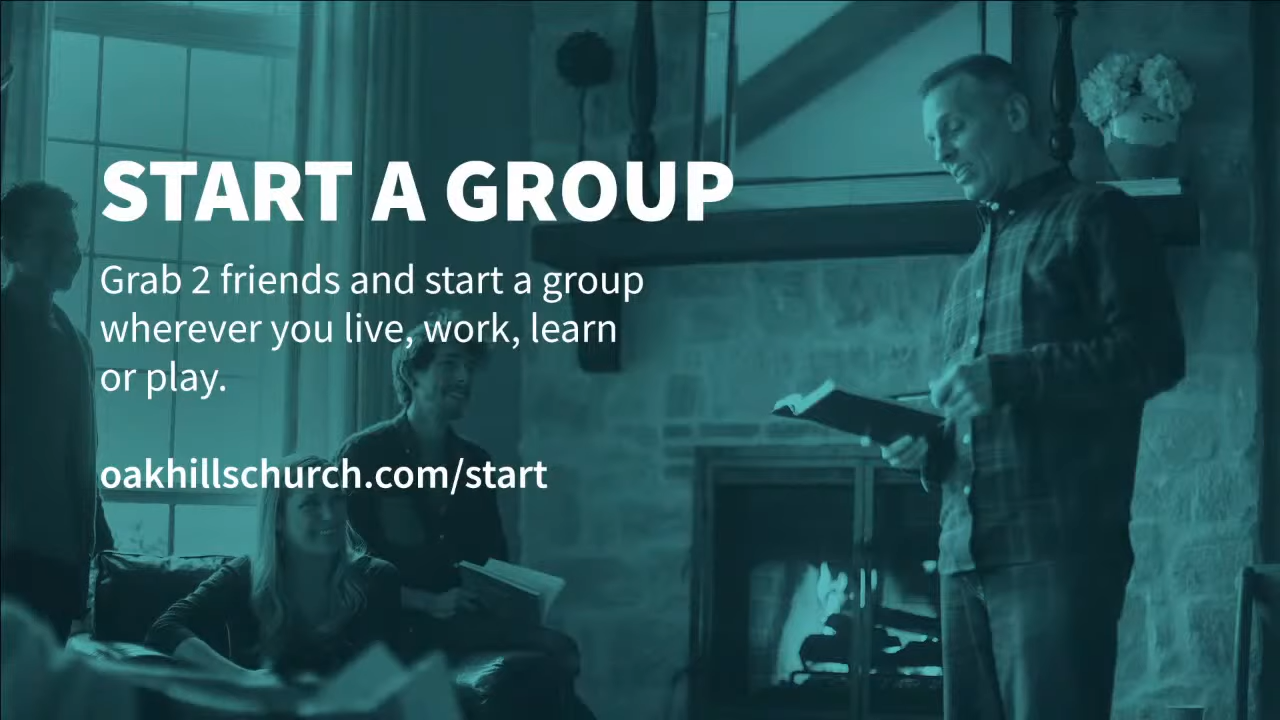 START A GROUP
Grab 2 friends and start a group
wherever you live, work, learn
or play.
oakhillschurch.com/start